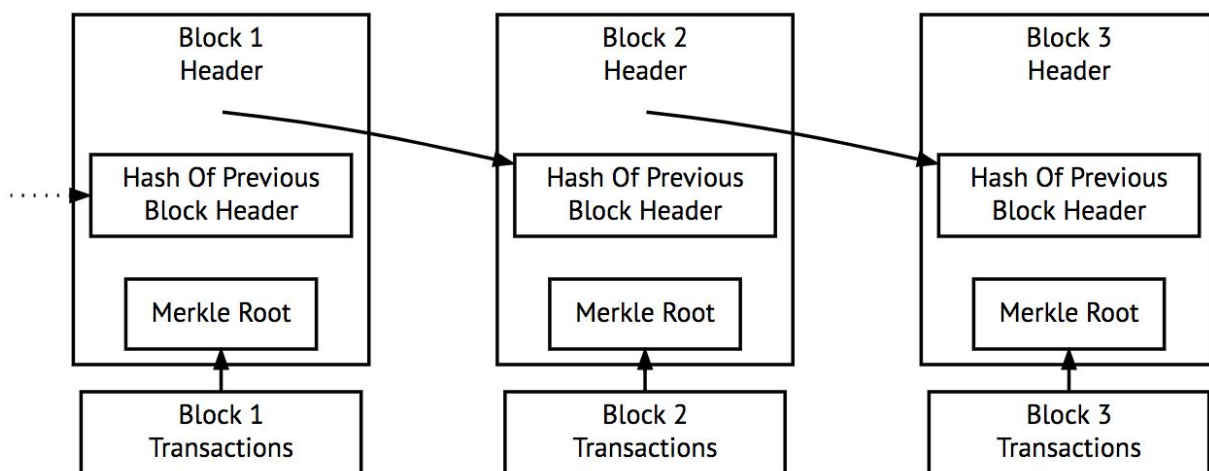 Block 1
Header
Hash Of Previous
Block Header
Merkle Root
Block 1
Transactions
Block 2
Header
Hash Of Previous
Block Header
Merkle Root
Block 2
Transactions
Block 3
Header
Hash Of Previous
Block Header
Merkle Root
Block 3
Transactions